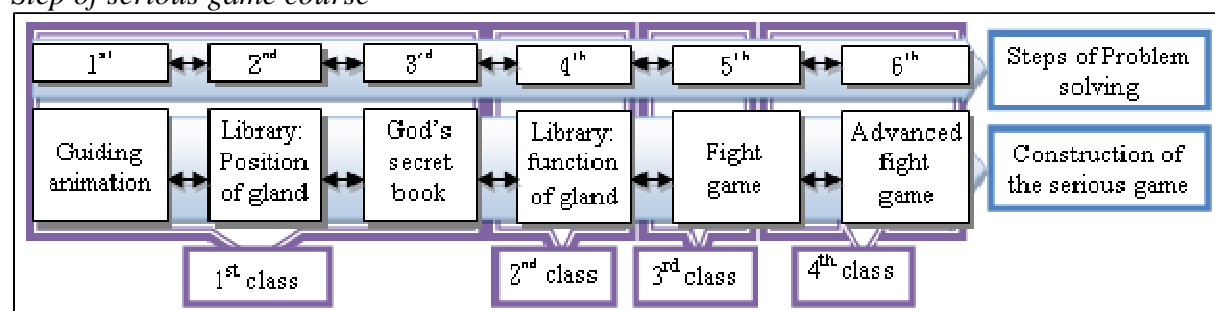 Step of serious game course
1st
2nd
3rd
4th
5th
6th
Steps of Problem
solving
Guiding
animation
Library:
Position
of gland
God's
secret
book
Library:
function
of gland
Fight
game
Advanced
fight
game
Construction of
the serious game
1st class
2nd class
3rd class
4th class